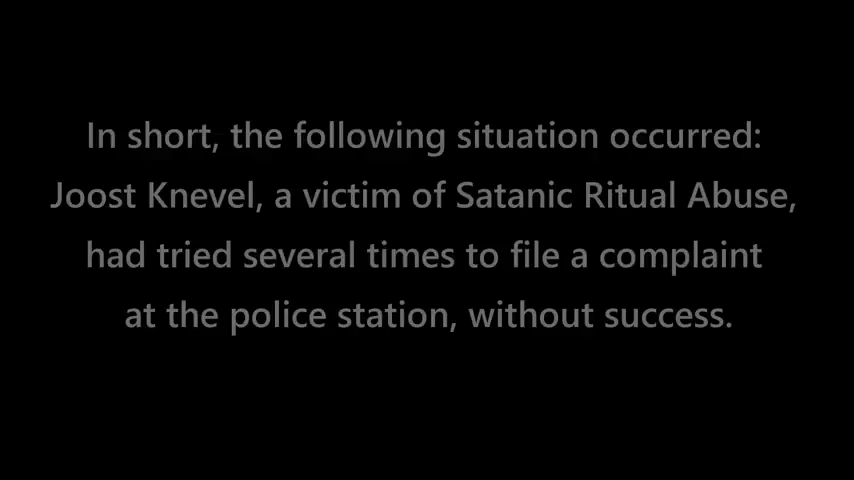 In short, the following situation occurred:
Joost Knevel, a victim of Satanic Ritual Abuse,
had tried several times to file a complaint
at the police station, without success.